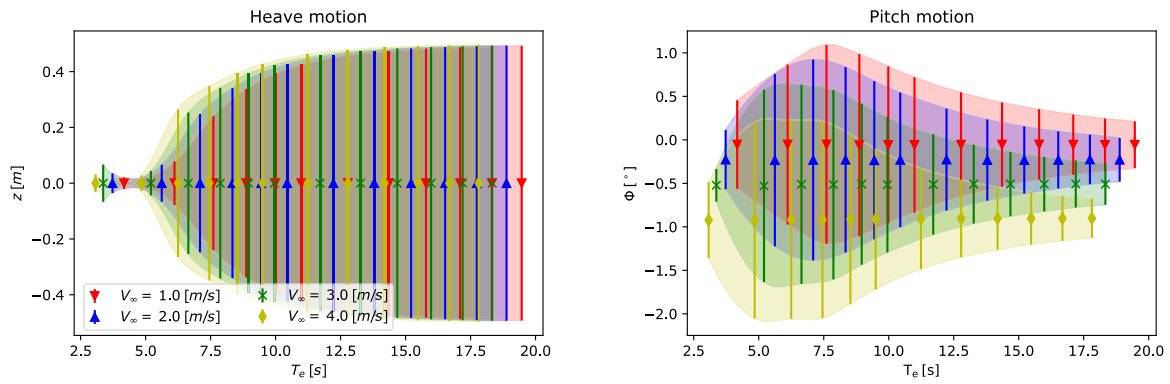 Heave motion
z [m]
0.4
0.2
0.0
−0.2
−0.4
V∞ = 1.0 [m/s]
V∞ = 2.0 [m/s]
V∞ = 3.0 [m/s]
V∞ = 4.0 [m/s]
2.5 5.0 7.5 10.0 12.5 15.0 17.5 20.0
T_e [s]
Pitch motion
Φ [°]
1.0
0.5
0.0
−0.5
−1.0
−1.5
−2.0
2.5 5.0 7.5 10.0 12.5 15.0 17.5 20.0
T_e [s]